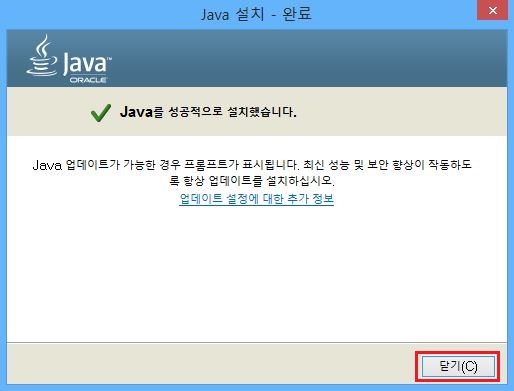 Java 설치 - 완료
Java™
ORACLE
Java를 성공적으로 설치했습니다.
Java 업데이트가 가능한 경우 프롬프트가 표시됩니다. 최신 성능 및 보안 향상이 작동하도
록 항상 업데이트를 설치하십시오.
업데이트 설정에 대한 추가 정보
닫기(C)